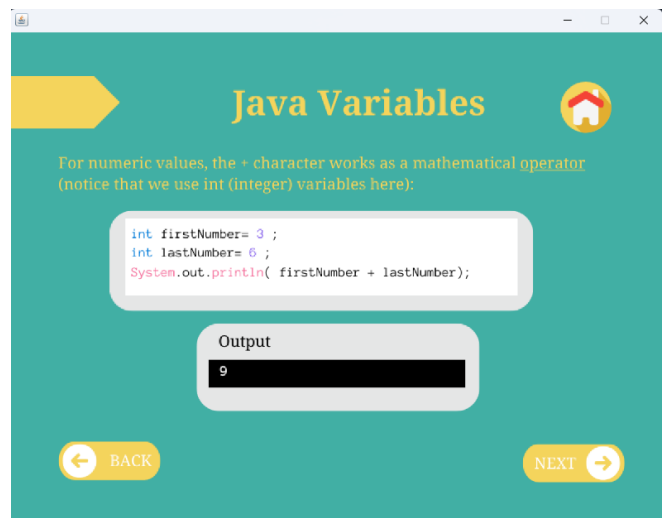 Java Variables
For numeric values, the + character works as a mathematical operator
(notice that we use int (integer) variables here):
int firstNumber= 3 ;
int lastNumber= 6 ;
System.out.println( firstNumber + lastNumber);
Output
9
BACK
NEXT